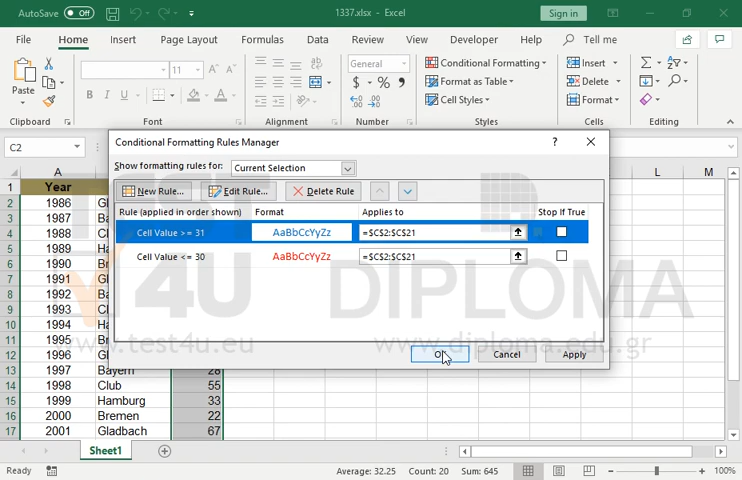 AutoSave Off 1337.xlsx - Excel Sign in
File Home Insert Page Layout Formulas Data Review View Developer Help Tell me
Paste 11 General Conditional Formatting Insert
B I U A $ % , Format as Table Delete
Cell Styles Format
Clipboard Font Alignment Number Styles Cells Editing
C2
Conditional Formatting Rules Manager ? ×
Show formatting rules for: Current Selection
New Rule... Edit Rule... Delete Rule
Rule (applied in order shown) Format Applies to Stop If True
Cell Value >= 31 AaBbCcYyZz =$C$2:$C$21
Cell Value <= 30 AaBbCcYyZz =$C$2:$C$21
OK Cancel Apply
A L M
1 Year
2 1986
3 1987
4 1988
5 1989
6 1990
7 1991
8 1992
9 1993
10 1994
11 1995
12 1996
13 1997 Bayern 28
14 1998 Club 55
15 1999 Hamburg 33
16 2000 Bremen 22
17 2001 Gladbach 67
TEST4U DIPLOMA
www.test4u.eu www.diploma.edu.gr
Sheet1
Ready Average: 32.25 Count: 20 Sum: 645 100%